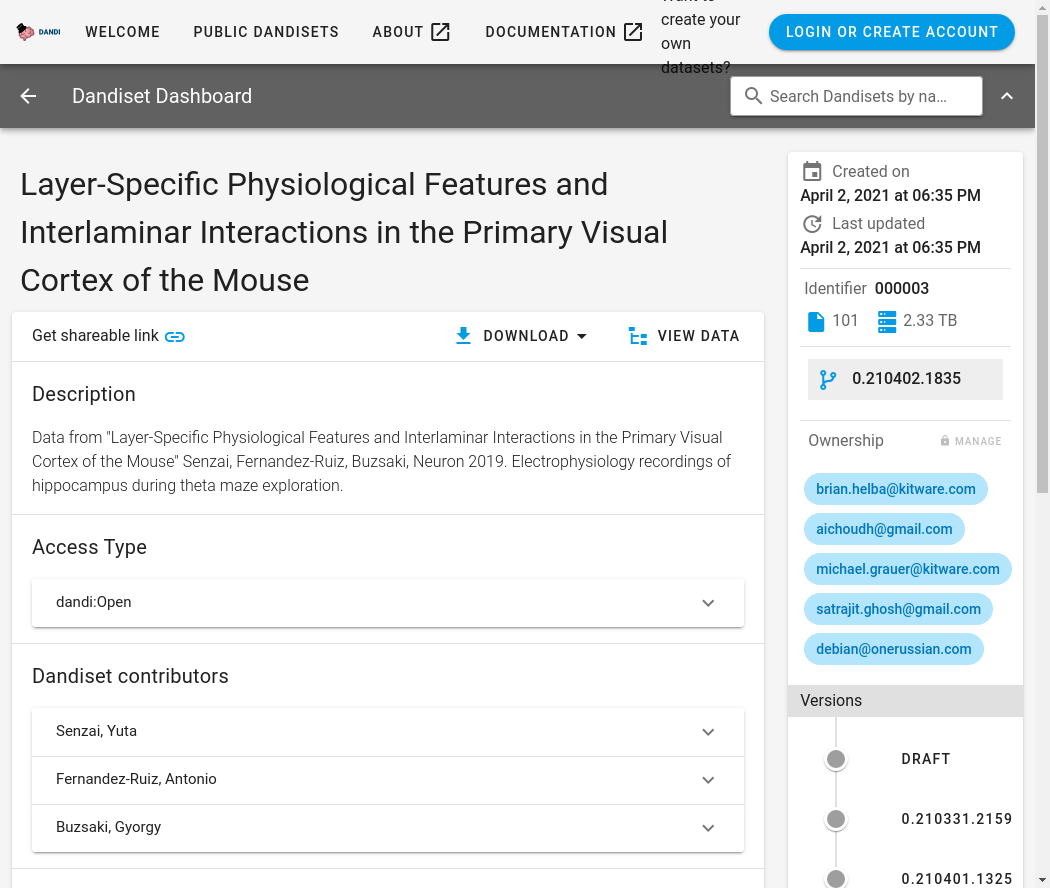 DANDI
WELCOME
PUBLIC DANDISETS
ABOUT
DOCUMENTATION
create your
own
datasets?
LOGIN OR CREATE ACCOUNT
Dandiset Dashboard
Search Dandisets by na…
Layer-Specific Physiological Features and
Interlaminar Interactions in the Primary Visual
Cortex of the Mouse
Get shareable link
DOWNLOAD
VIEW DATA
Description
Data from "Layer-Specific Physiological Features and Interlaminar Interactions in the Primary Visual
Cortex of the Mouse" Senzai, Fernandez-Ruiz, Buzsaki, Neuron 2019. Electrophysiology recordings of
hippocampus during theta maze exploration.
Access Type
dandi:Open
Dandiset contributors
Senzai, Yuta
Fernandez-Ruiz, Antonio
Buzsaki, Gyorgy
Created on
April 2, 2021 at 06:35 PM
Last updated
April 2, 2021 at 06:35 PM
Identifier 000003
101
2.33 TB
0.210402.1835
Ownership
MANAGE
brian.helba@kitware.com
aichoudh@gmail.com
michael.grauer@kitware.com
satrajit.ghosh@gmail.com
debian@onerussian.com
Versions
DRAFT
0.210331.2159
0.210401.1325